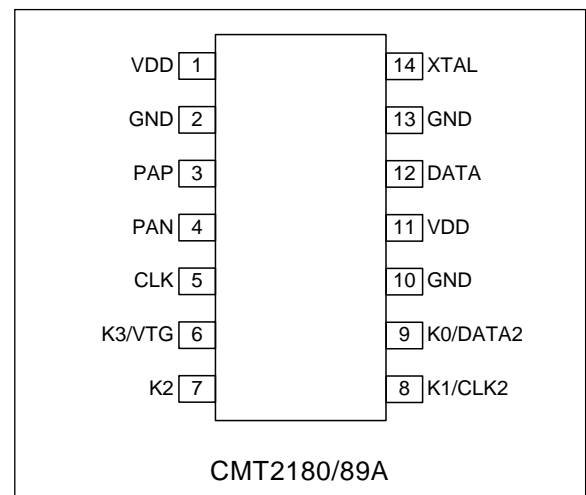 VDD 1 14 XTAL
GND 2 13 GND
PAP 3 12 DATA
PAN 4 11 VDD
CLK 5 10 GND
K3/VTG 6 9 K0/DATA2
K2 7 8 K1/CLK2
CMT2180/89A